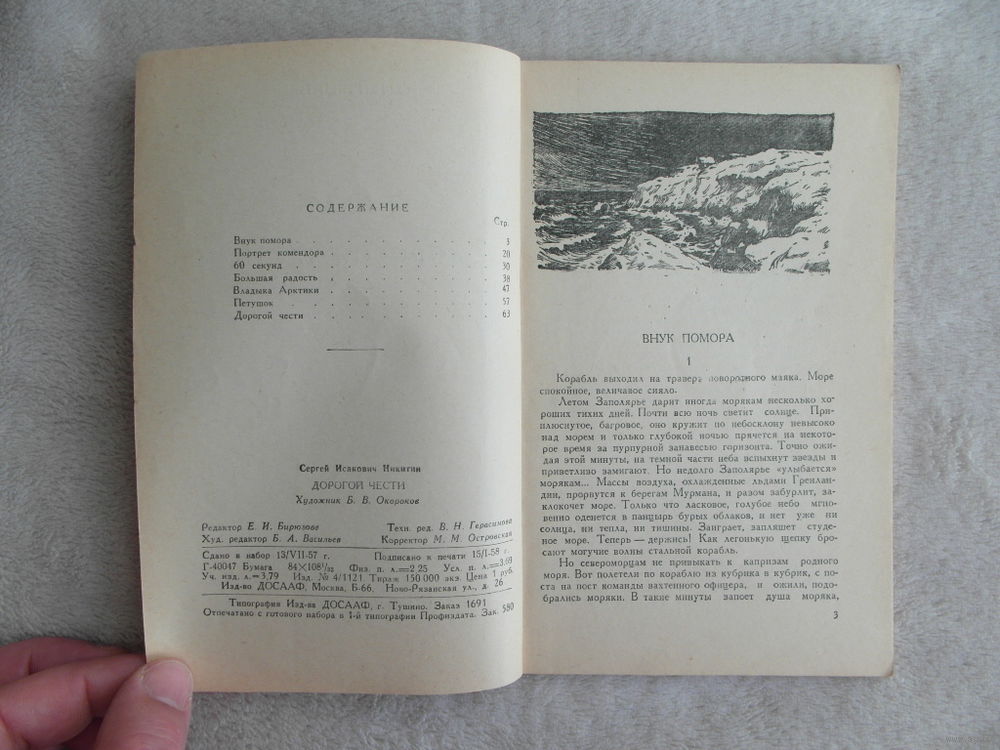 СОДЕРЖАНИЕ
Стр.
Внук помора . . . . . . . . . . 3
Портрет комендора . . . . . . . . . . 20
60 секунд . . . . . . . . . . 30
Большая радость . . . . . . . . . . 38
Владыка Арктики . . . . . . . . . . 47
Петушок . . . . . . . . . . 57
Дорогой чести . . . . . . . . . . 63
Сергей Исакович Никитин
ДОРОГОЙ ЧЕСТИ
Художник Б. В. Окороков
Редактор Е. И. Бирюзове Техн. ред. В. Н. Герасимова
Худ. редактор Б. А. Васильев Корректор М. М. Островская
Сдано в набор 13/VII-57 г. Подписано к печати 15/I-58 г.
Г-40047 Бумага 84×108¹/₃₂ Физ. п. л.=2 25 Усл п. л.=3,69
Уч. изд л.=3,79 Изд. № 4/1121 Тираж 150 000 экз. Цена 1 руб.
Изд-во ДОСААФ, Москва, Б-66, Ново-Рязанская ул., д. 26
Типография Изд-ва ДОСААФ, г. Тушино. Заказ 1691
Отпечатано с готового набора в 1-й типографии Профиздата. Зак. 580
ВНУК ПОМОРА
1
Корабль выходил на траверз поворотного маяка. Море
спокойное, величавое сияло.
Летом Заполярье дарит иногда морякам несколько хо-
роших тихих дней. Почти всю ночь светит солнце. При-
плюснутое, багровое, оно кружит по небосклону невысоко
над морем и только глубокой ночью прячется на некото-
рое время за пурпурной занавесью горизонта. Точно ожи-
дая этой минуты, на темной части неба вспыхнут звезды и
приветливо замигают. Но недолго Заполярье «улыбается»
морякам... Массы воздуха, охлажденные льдами Гренлан-
дии, прорвутся к берегам Мурмана, и разом забурлит, за-
клокочет море. Только что ласковое, голубое небо мгно-
венно оденется в панцырь бурых облаков, и нет уже ни
солнца, ни тепла, ни тишины. Заиграет, запляшет студе-
ное море. Теперь — держись! Как легонькую щепку бро-
сают могучие волны стальной корабль.
Но североморцам не привыкать к капризам родного
моря. Вот полетели по кораблю из кубрика в кубрик, с по-
ста на пост команды вахтенного офицера, и ожили, подо-
брались моряки. В такие минуты запоет душа моряка,
3